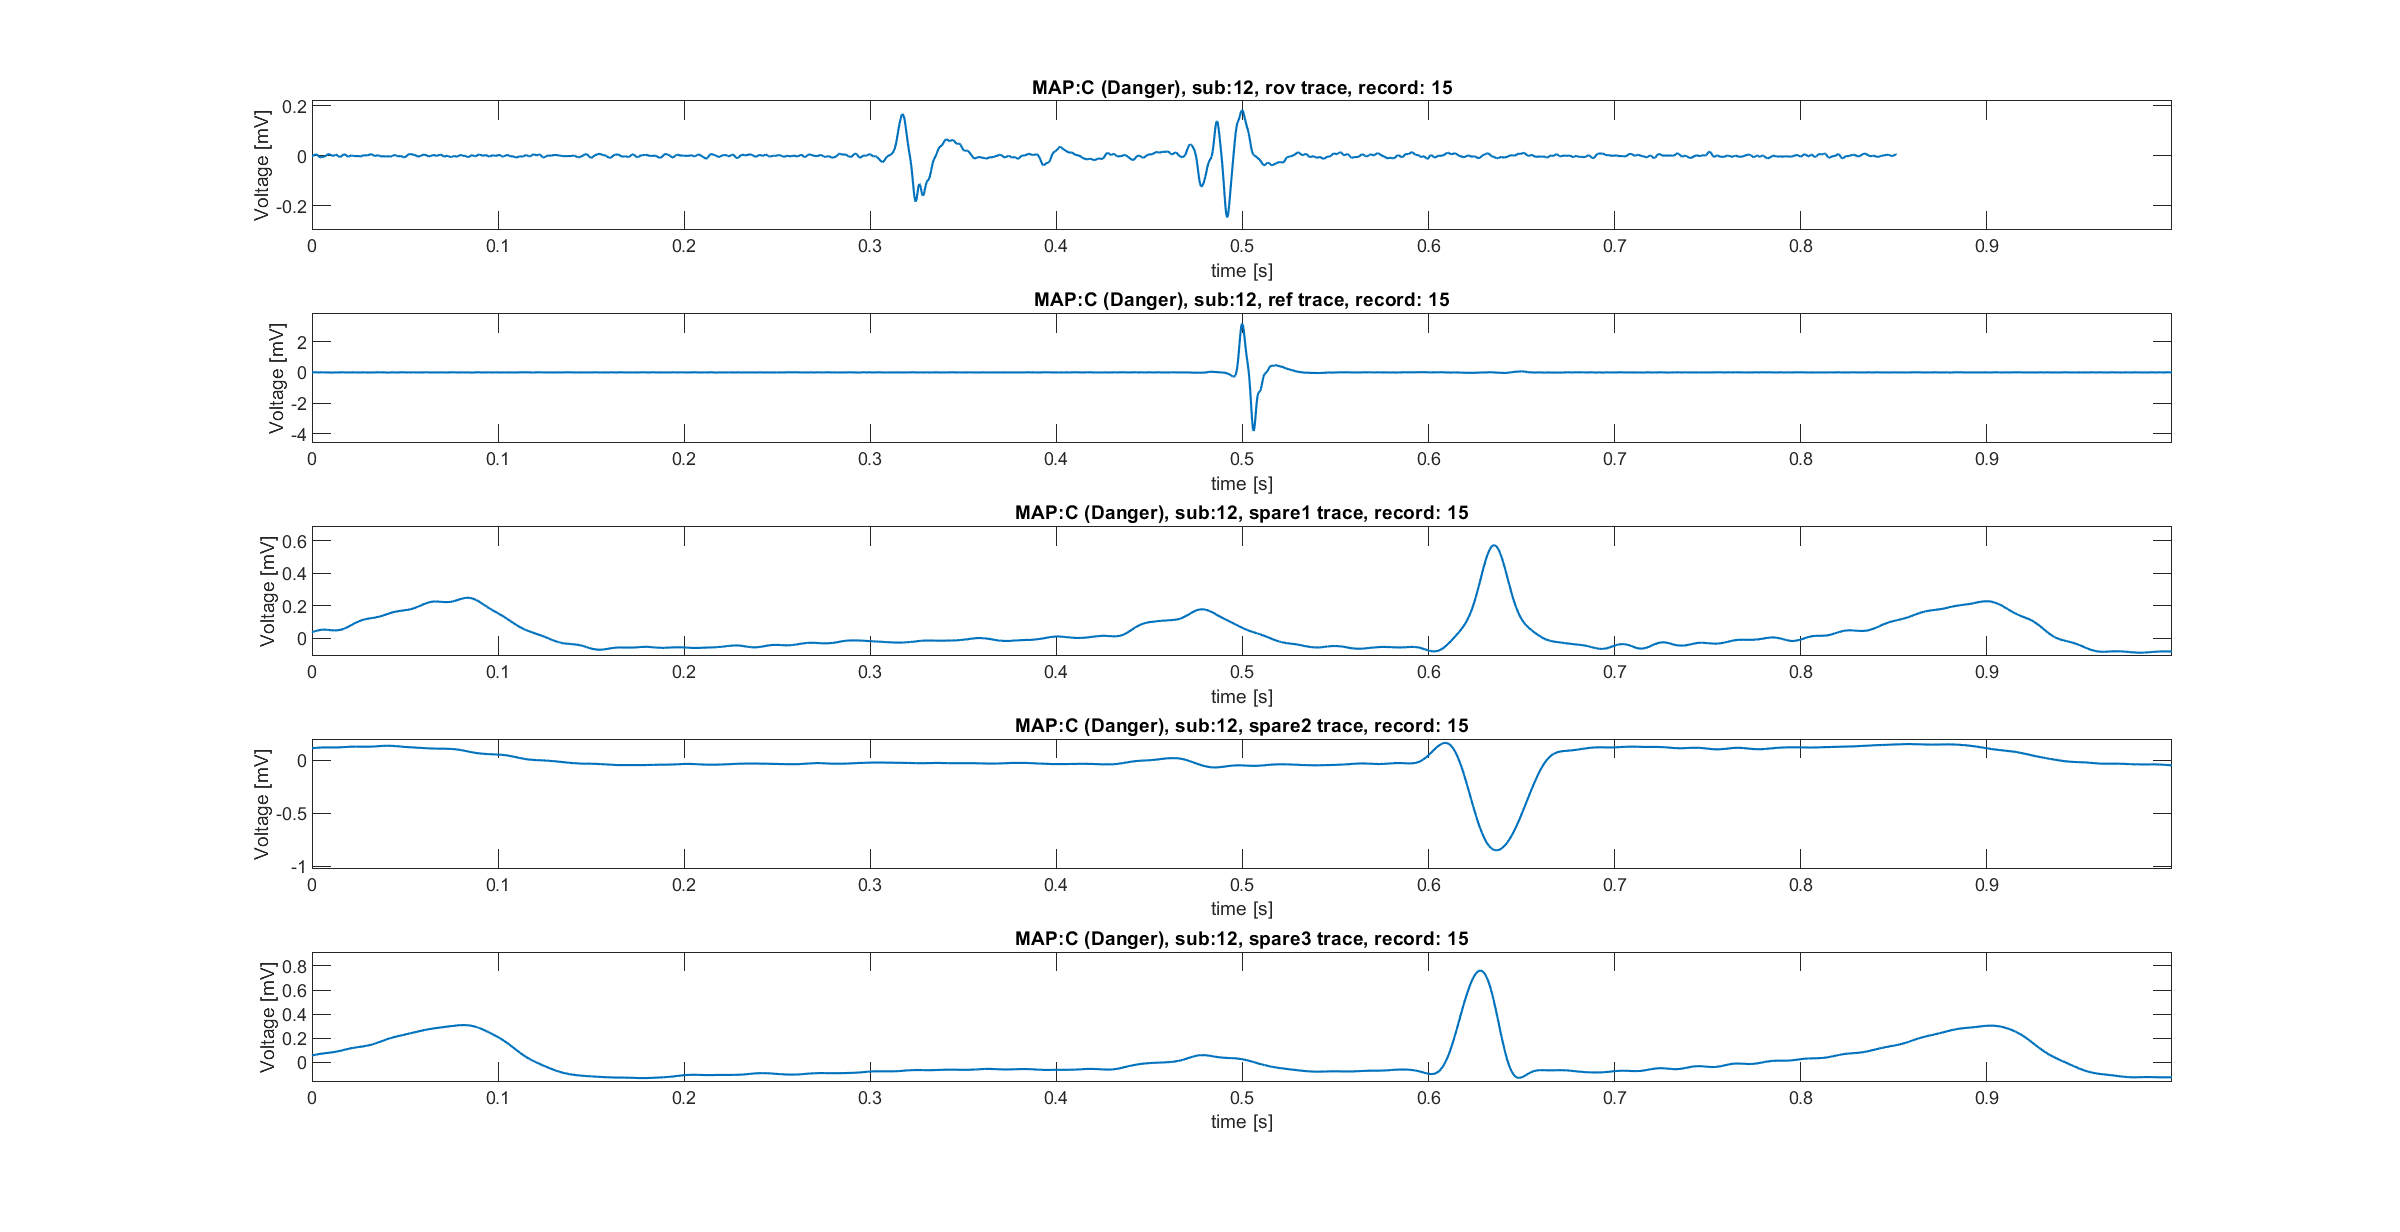 MAP:C (Danger), sub:12, rov trace, record: 15
Voltage [mV]
0.2
0
-0.2
0 0.1 0.2 0.3 0.4 0.5 0.6 0.7 0.8 0.9
time [s]
MAP:C (Danger), sub:12, ref trace, record: 15
Voltage [mV]
2
0
-2
-4
0 0.1 0.2 0.3 0.4 0.5 0.6 0.7 0.8 0.9
time [s]
MAP:C (Danger), sub:12, spare1 trace, record: 15
Voltage [mV]
0.6
0.4
0.2
0
0 0.1 0.2 0.3 0.4 0.5 0.6 0.7 0.8 0.9
time [s]
MAP:C (Danger), sub:12, spare2 trace, record: 15
Voltage [mV]
0
-0.5
-1
0 0.1 0.2 0.3 0.4 0.5 0.6 0.7 0.8 0.9
time [s]
MAP:C (Danger), sub:12, spare3 trace, record: 15
Voltage [mV]
0.8
0.6
0.4
0.2
0
0 0.1 0.2 0.3 0.4 0.5 0.6 0.7 0.8 0.9
time [s]